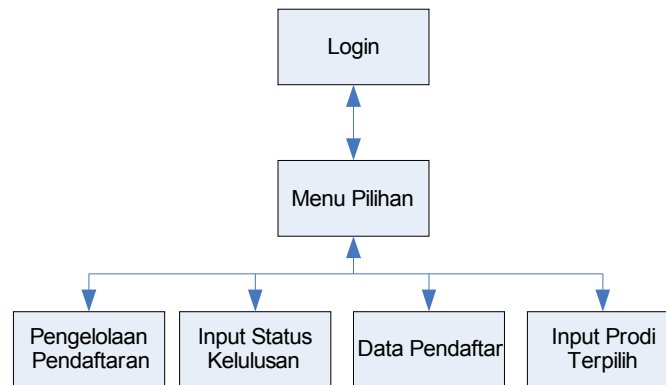 Login
Menu Pilihan
Pengelolaan
Pendaftaran
Input Status
Kelulusan
Data Pendaftar
Input Prodi
Terpilih